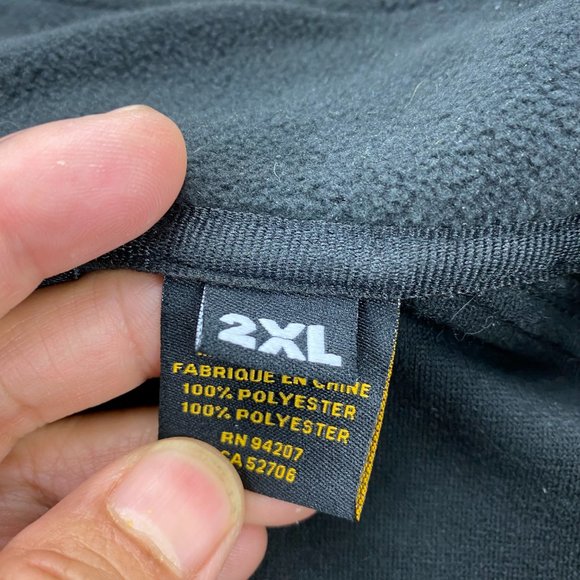 2XL
FABRIQUE EN CHINE
100% POLYESTER
100% POLYESTER
RN 94207
CA 52706